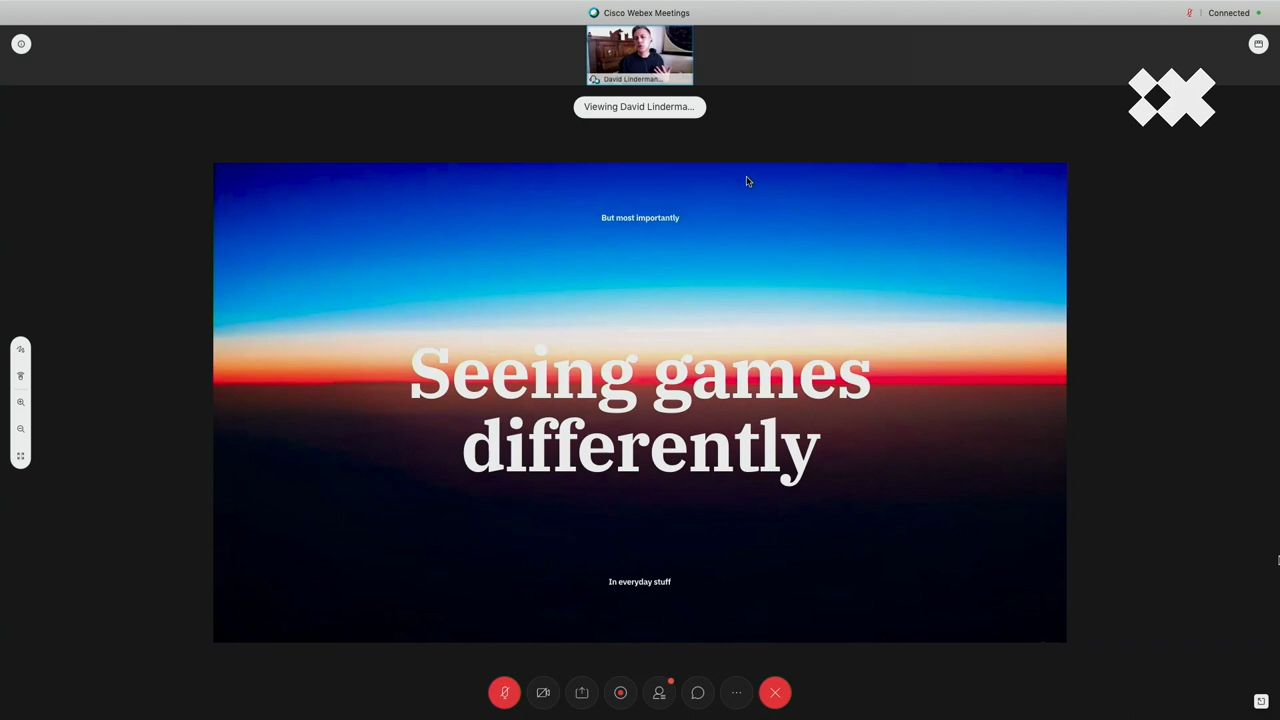 Cisco Webex Meetings
Connected
David Linderman...
Viewing David Linderma...
But most importantly
Seeing games
differently
In everyday stuff